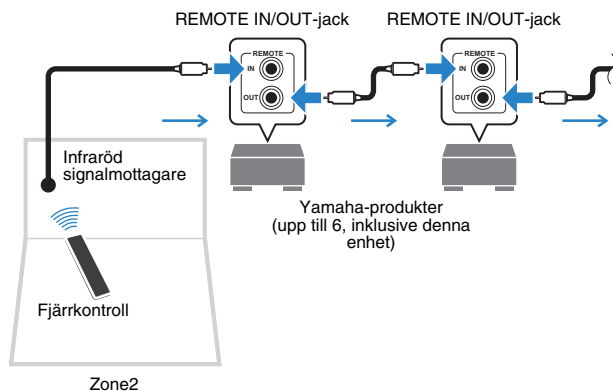 REMOTE IN/OUT-jack
REMOTE IN/OUT-jack
REMOTE
IN
OUT
REMOTE
IN
OUT
Infraröd
signalmottagare
Yamaha-produkter
(upp till 6, inklusive denna
enhet)
Fjärrkontroll
Zone2